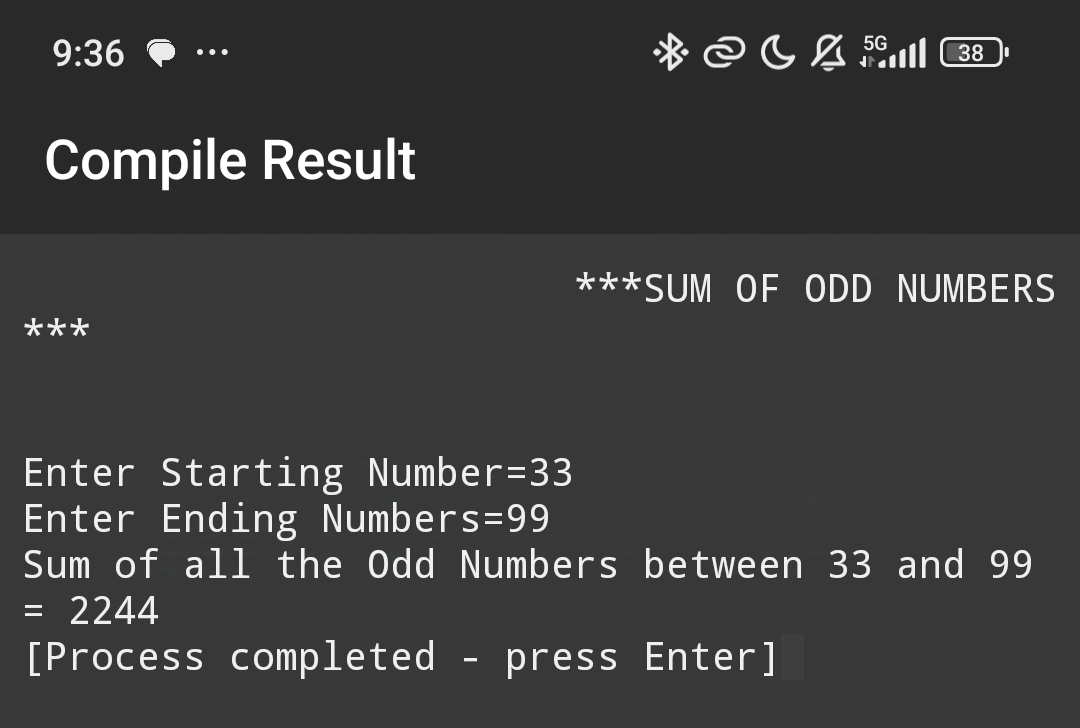 9:36 ... 5G 38
Compile Result
***SUM OF ODD NUMBERS
***
Enter Starting Number=33
Enter Ending Numbers=99
Sum of all the Odd Numbers between 33 and 99
= 2244
[Process completed - press Enter]